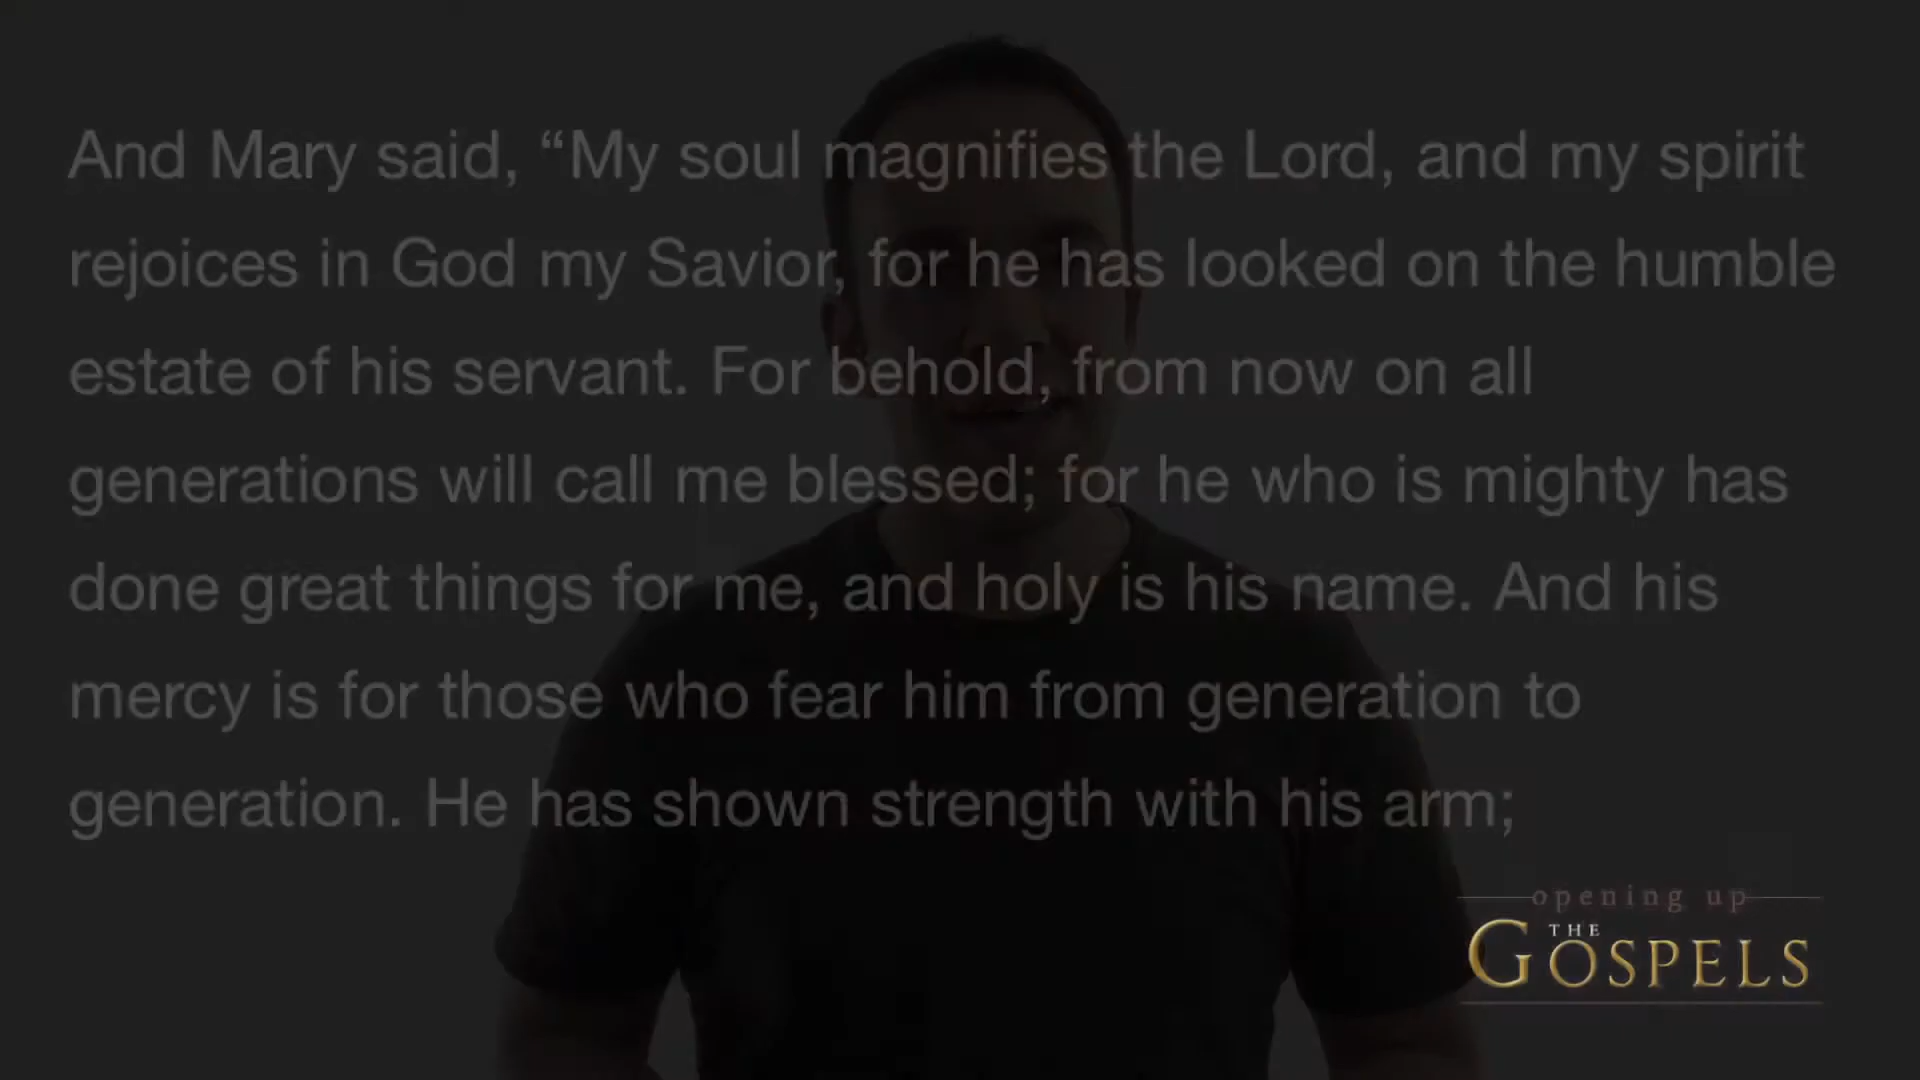 And Mary said, “My soul magnifies the Lord, and my spirit
rejoices in God my Savior, for he has looked on the humble
estate of his servant. For behold, from now on all
generations will call me blessed; for he who is mighty has
done great things for me, and holy is his name. And his
mercy is for those who fear him from generation to
generation. He has shown strength with his arm;
opening up
THE
GOSPELS